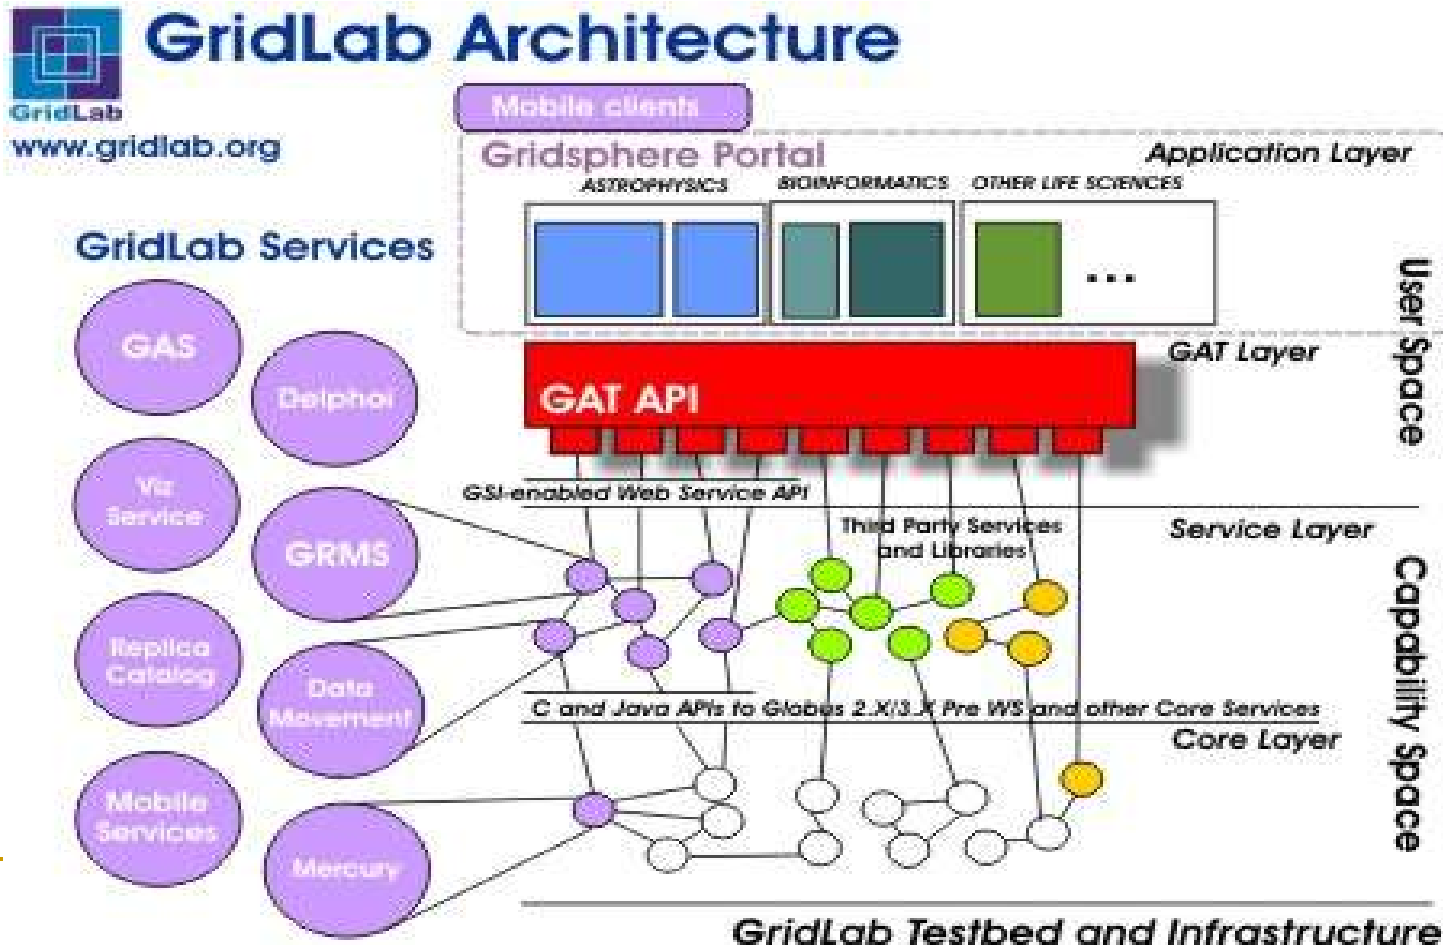 GridLab Architecture
GridLab
www.gridlab.org
Mobile clients
Gridsphere Portal
Application Layer
ASTROPHYSICS
BIOINFORMATICS
OTHER LIFE SCIENCES
...
GridLab Services
GAS
Delphoi
Viz
Service
GRMS
Replica
Catalog
Data
Movement
Mobile
Services
Mercury
GAT Layer
GAT API
User Space
GSI-enabled Web Service API
Third Party Services
and Libraries
Service Layer
Capability Space
C and Java APIs to Globus 2.X/3.X Pre WS and other Core Services
Core Layer
GridLab Testbed and Infrastructure